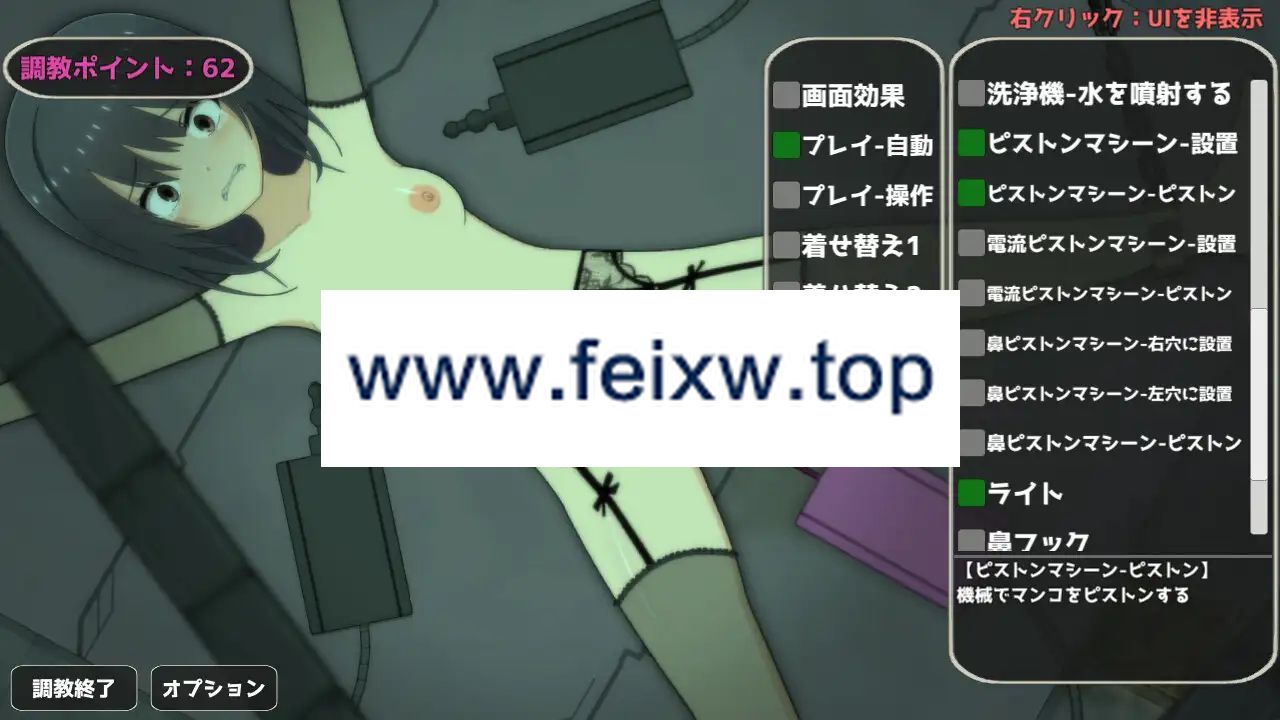 右クリック：UIを非表示
調教ポイント：62
画面効果
プレイ-自動
プレイ-操作
着せ替え1
洗浄機-水を噴射する
ピストンマシーン-設置
ピストンマシーン-ピストン
電流ピストンマシーン-設置
電流ピストンマシーン-ピストン
鼻ピストンマシーン-右穴に設置
鼻ピストンマシーン-左穴に設置
鼻ピストンマシーン-ピストン
ライト
鼻フック
【ピストンマシーン-ピストン】
機械でマンコをピストンする
www.feixw.top
調教終了
オプション